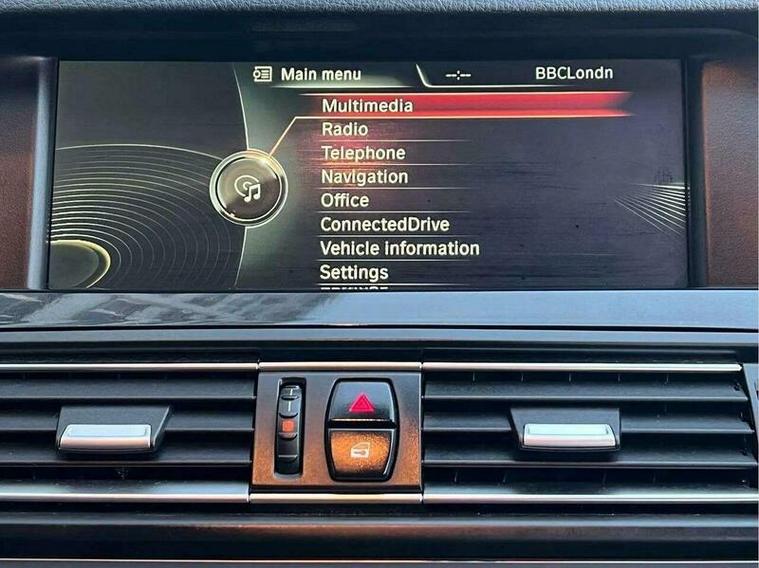 Main menu
--:--
BBCLondn
Multimedia
Radio
Telephone
Navigation
Office
ConnectedDrive
Vehicle information
Settings